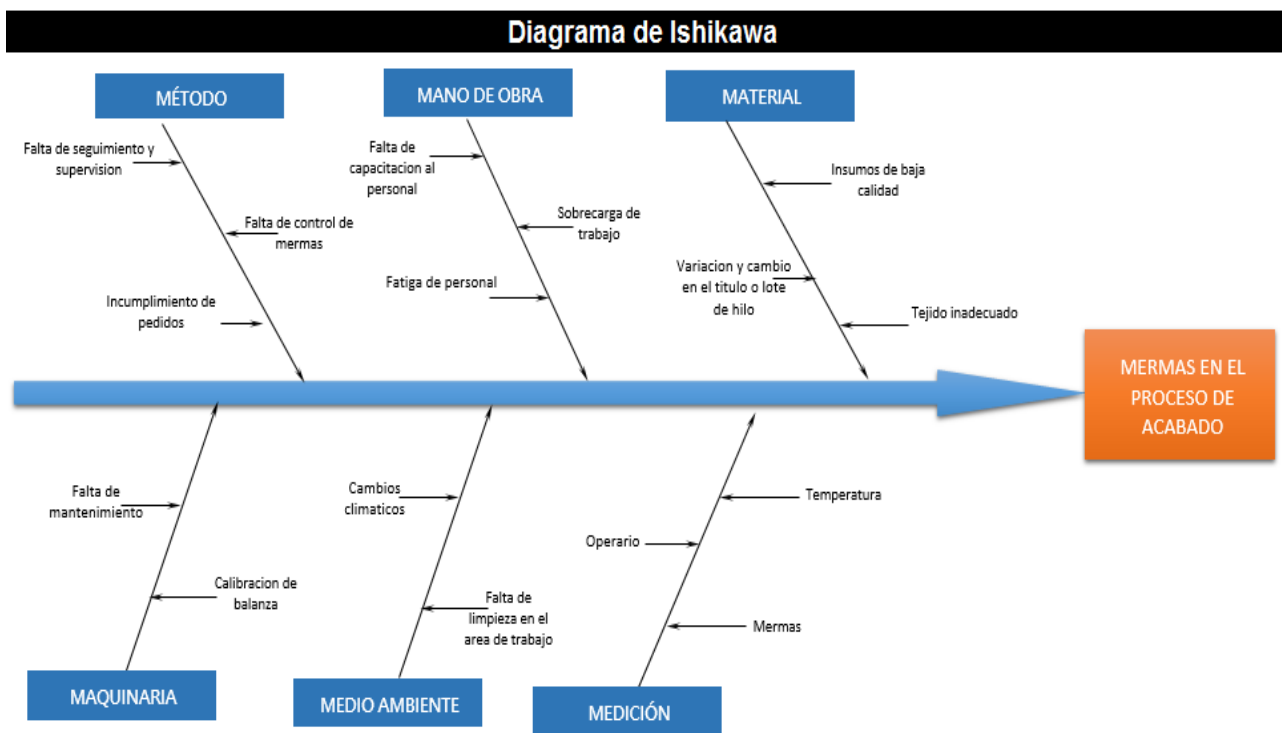 Diagrama de Ishikawa
MÉTODO
MANO DE OBRA
MATERIAL
Falta de seguimiento y
supervision
Falta de control de
mermas
Incumplimiento de
pedidos
Falta de
capacitacion al
personal
Sobrecarga de
trabajo
Fatiga de personal
Insumos de baja
calidad
Variacion y cambio
en el titulo o lote
de hilo
Tejido inadecuado
MERMAS EN EL
PROCESO DE
ACABADO
Falta de
mantenimiento
Calibracion de
balanza
Cambios
climaticos
Falta de
limpieza en el
area de trabajo
Temperatura
Operario
Mermas
MAQUINARIA
MEDIO AMBIENTE
MEDICIÓN